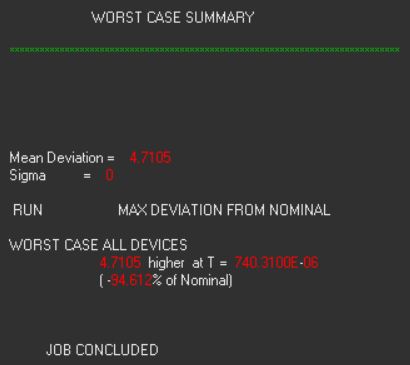 WORST CASE SUMMARY
******************************************************************************
Mean Deviation = 4.7105
Sigma = 0
RUN MAX DEVIATION FROM NOMINAL
WORST CASE ALL DEVICES
4.7105 higher at T = 740.3100E-06
( -94.612% of Nominal)
JOB CONCLUDED